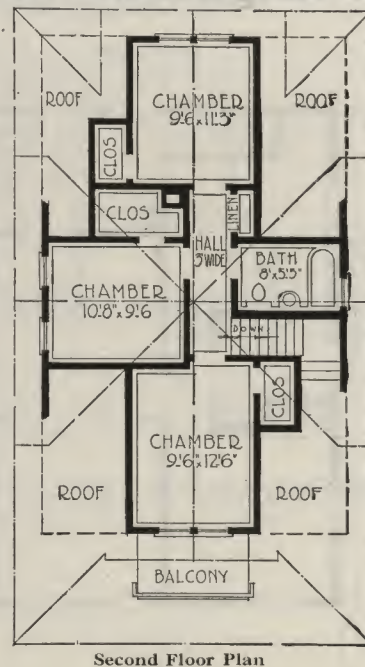 ROOF
ROOF
CHAMBER
9'-6"x11'-3"
CLOS
CLOS
LINEN
HALL
3' WIDE
BATH
8'x5'-5"
CHAMBER
10'-8"x9'-6
DOWN
CLOS
CHAMBER
9'-6"x12'-6"
ROOF
ROOF
BALCONY
Second Floor Plan